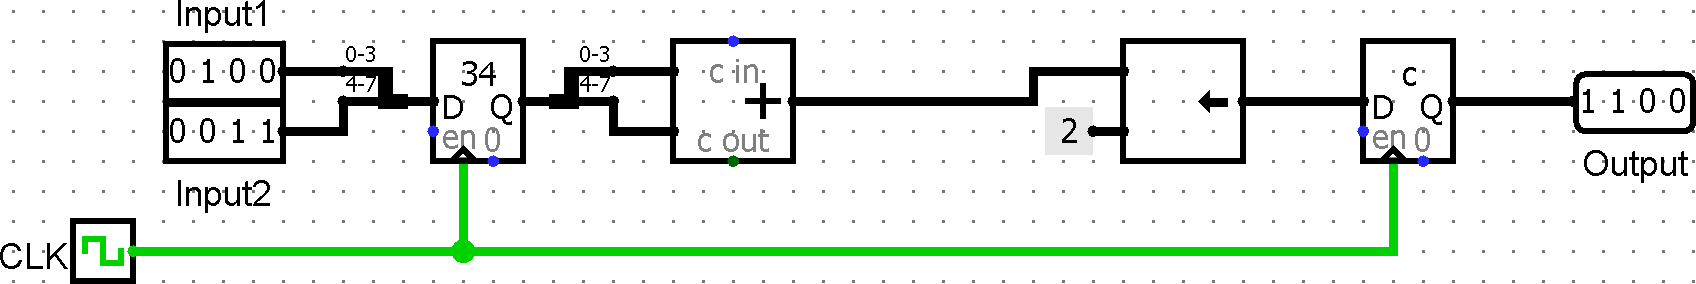 Input1
0 1 0 0
0 0 1 1
Input2
0-3
4-7
34
D Q
en 0
0-3
4-7
c in
+
c out
2
c
D Q
en 0
1 1 0 0
Output
CLK